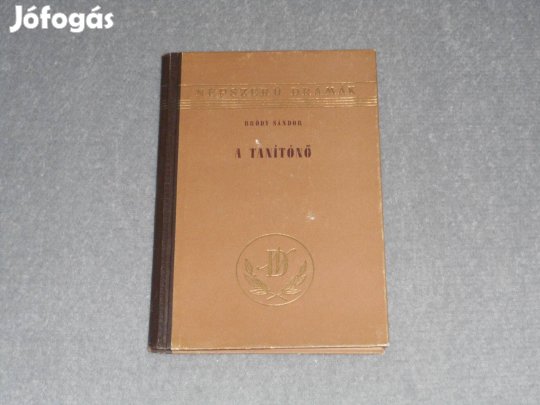 Jófogás
NÉPSZERŰ DRÁMÁK
BRÓDY SÁNDOR
A TANÍTÓNŐ
D